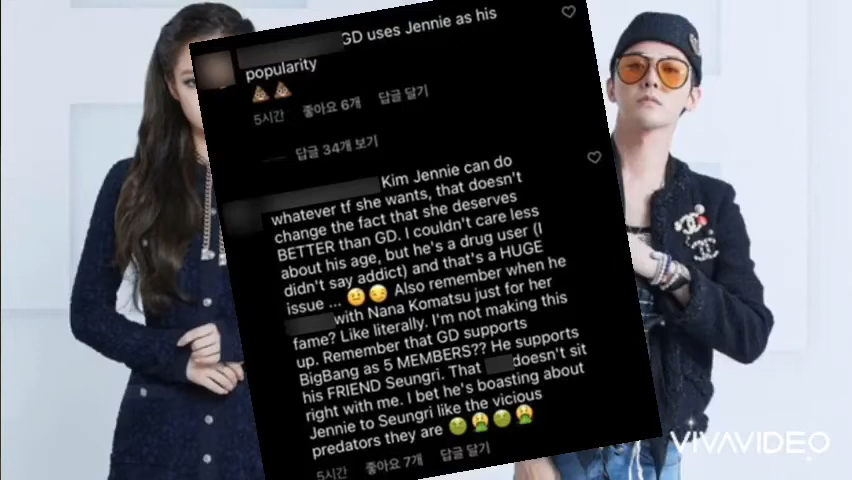 GD uses Jennie as his
popularity
💩💩
5시간 좋아요 6개 답글 달기
답글 34개 보기
Kim Jennie can do
whatever tf she wants, that doesn't
change the fact that she deserves
BETTER than GD. I couldn't care less
about his age, but he's a drug user (I
didn't say addict) and that's a HUGE
issue ... 😐😏 Also remember when he
with Nana Komatsu just for her
fame? Like literally. I'm not making this
up. Remember that GD supports
BigBang as 5 MEMBERS?? He supports
his FRIEND Seungri. That doesn't sit
right with me. I bet he's boasting about
Jennie to Seungri like the vicious
predators they are 🤢🤮🤢🤮
5시간 좋아요 7개 답글 달기
VIVAVIDEO